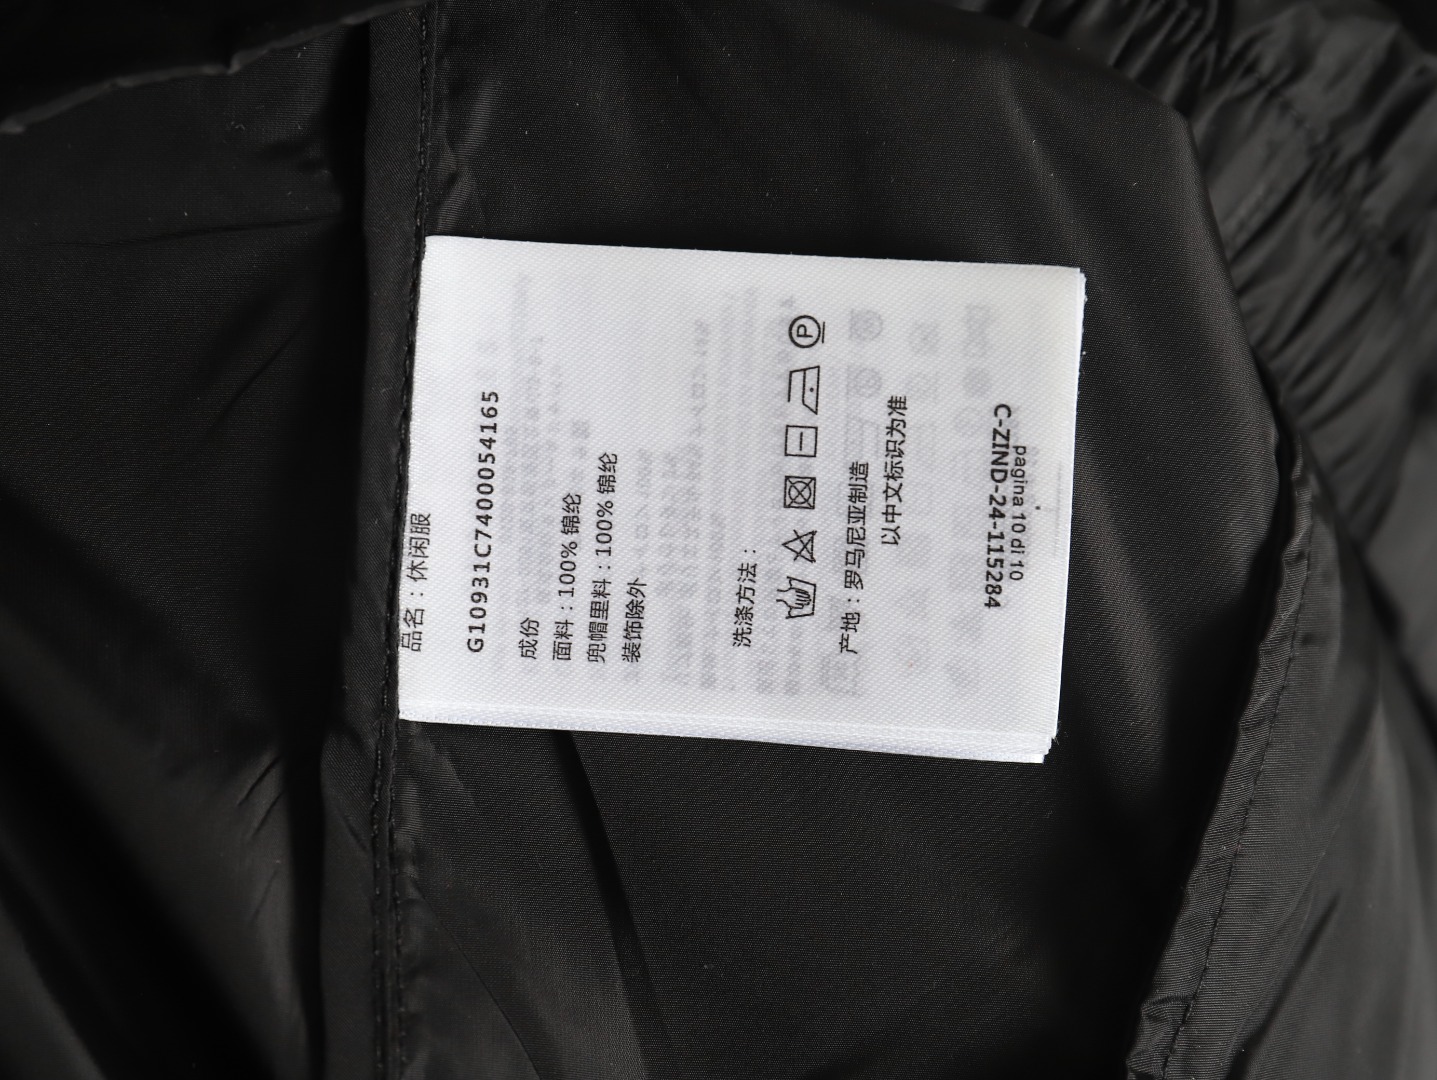 品名：休闲服
G10931C7400054165
成份
面料：100% 锦纶
兜帽里料：100% 锦纶
装饰除外
洗涤方法：
P
产地：罗马尼亚制造
以中文标识为准
C-ZIND-24-115284
pagina 10 di 10